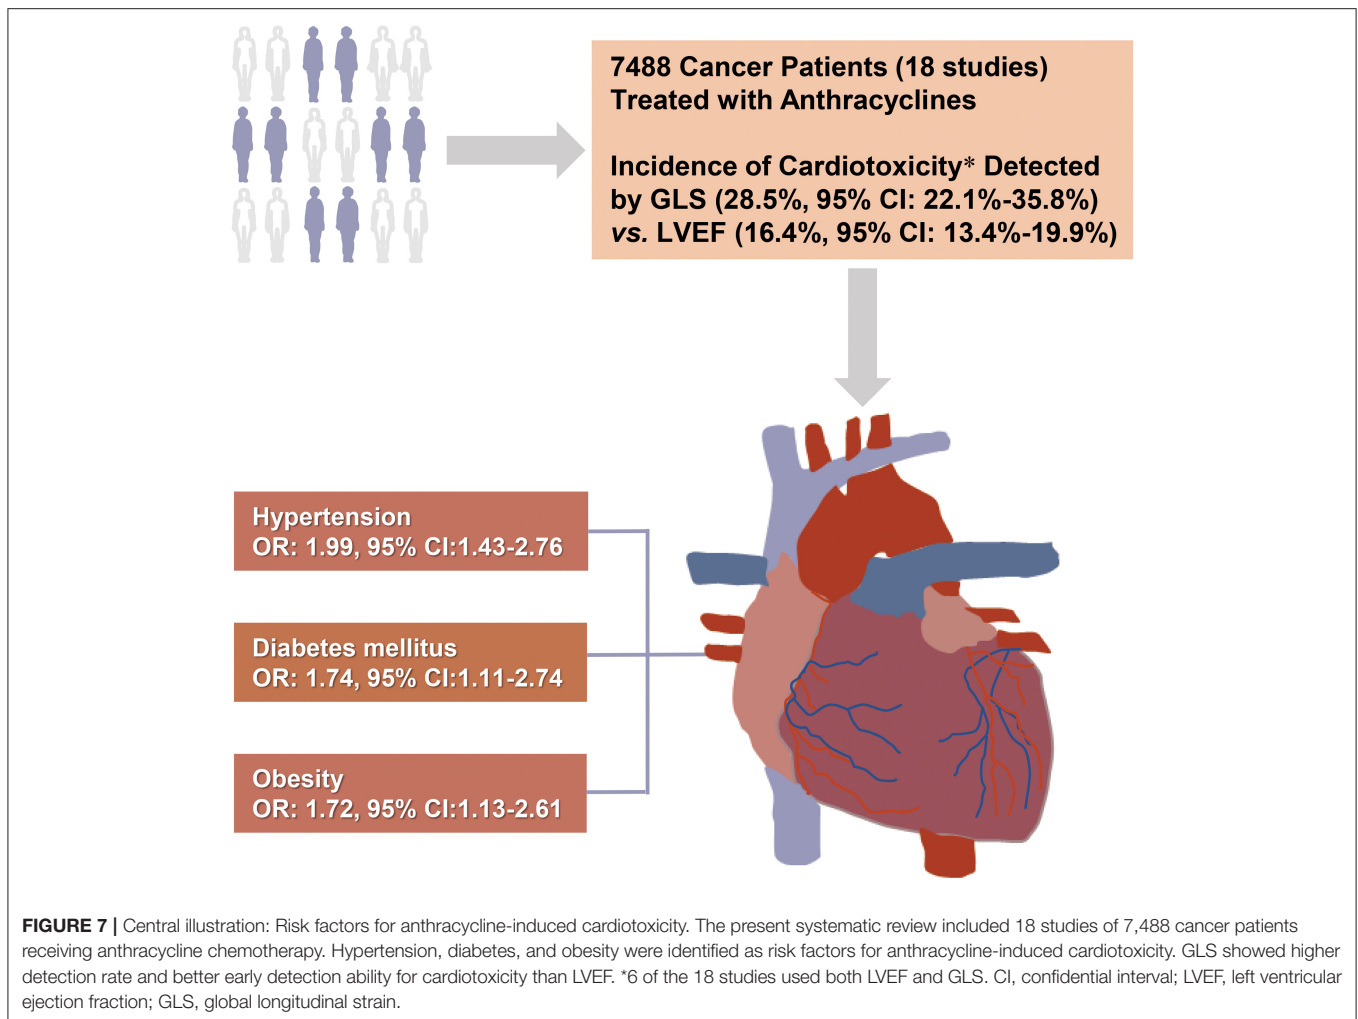 7488 Cancer Patients (18 studies)
Treated with Anthracyclines
Incidence of Cardiotoxicity* Detected
by GLS (28.5%, 95% CI: 22.1%-35.8%)
vs. LVEF (16.4%, 95% CI: 13.4%-19.9%)
Hypertension
OR: 1.99, 95% CI:1.43-2.76
Diabetes mellitus
OR: 1.74, 95% CI:1.11-2.74
Obesity
OR: 1.72, 95% CI:1.13-2.61
FIGURE 7 | Central illustration: Risk factors for anthracycline-induced cardiotoxicity. The present systematic review included 18 studies of 7,488 cancer patients
receiving anthracycline chemotherapy. Hypertension, diabetes, and obesity were identified as risk factors for anthracycline-induced cardiotoxicity. GLS showed higher
detection rate and better early detection ability for cardiotoxicity than LVEF. *6 of the 18 studies used both LVEF and GLS. CI, confidential interval; LVEF, left ventricular
ejection fraction; GLS, global longitudinal strain.